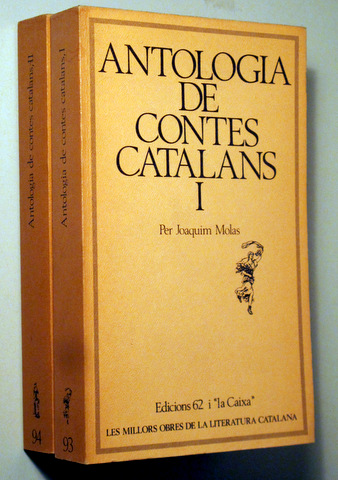 ANTOLOGIA
DE
CONTES
CATALANS
I
Per Joaquim Molas
Edicions 62 i "la Caixa"
LES MILLORS OBRES DE LA LITERATURA CATALANA
Antologia de contes catalans, I
93
Antologia de contes catalans, II
94